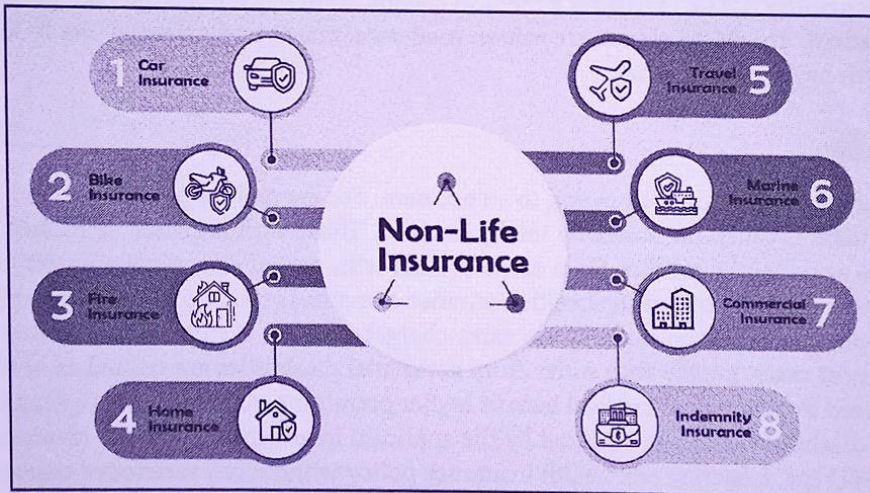 1 Car
Insurance
2 Bike
Insurance
3 Fire
Insurance
4 Home
Insurance
Non-Life
Insurance
Travel
Insurance 5
Marine
Insurance 6
Commercial
Insurance 7
Indemnity
Insurance 8